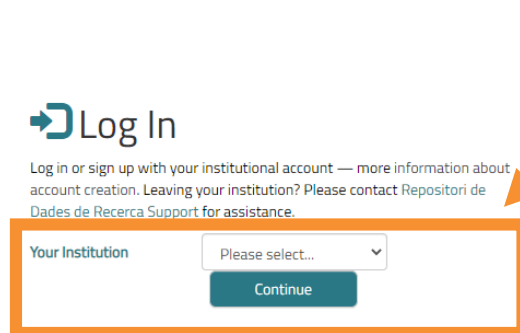 Log In
Log in or sign up with your institutional account — more information about
account creation. Leaving your institution? Please contact Repositori de
Dades de Recerca Support for assistance.
Your Institution Please select...
Continue